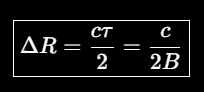 ΔR = cτ/2 = c/2B